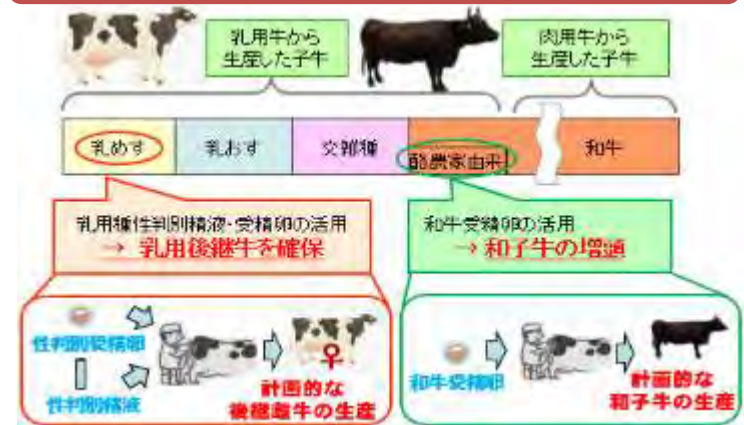 乳用牛から
生産した子牛
肉用牛から
生産した子牛
乳めす
乳おす
交雑種
酪農家由来
和牛
乳用種性判別精液・受精卵の活用
→ 乳用後継牛を確保
和牛受精卵の活用
→ 和子牛の増頭
性判別受精卵
性判別精液
計画的な
後継雌牛の生産
和牛受精卵
計画的な
和子牛の生産